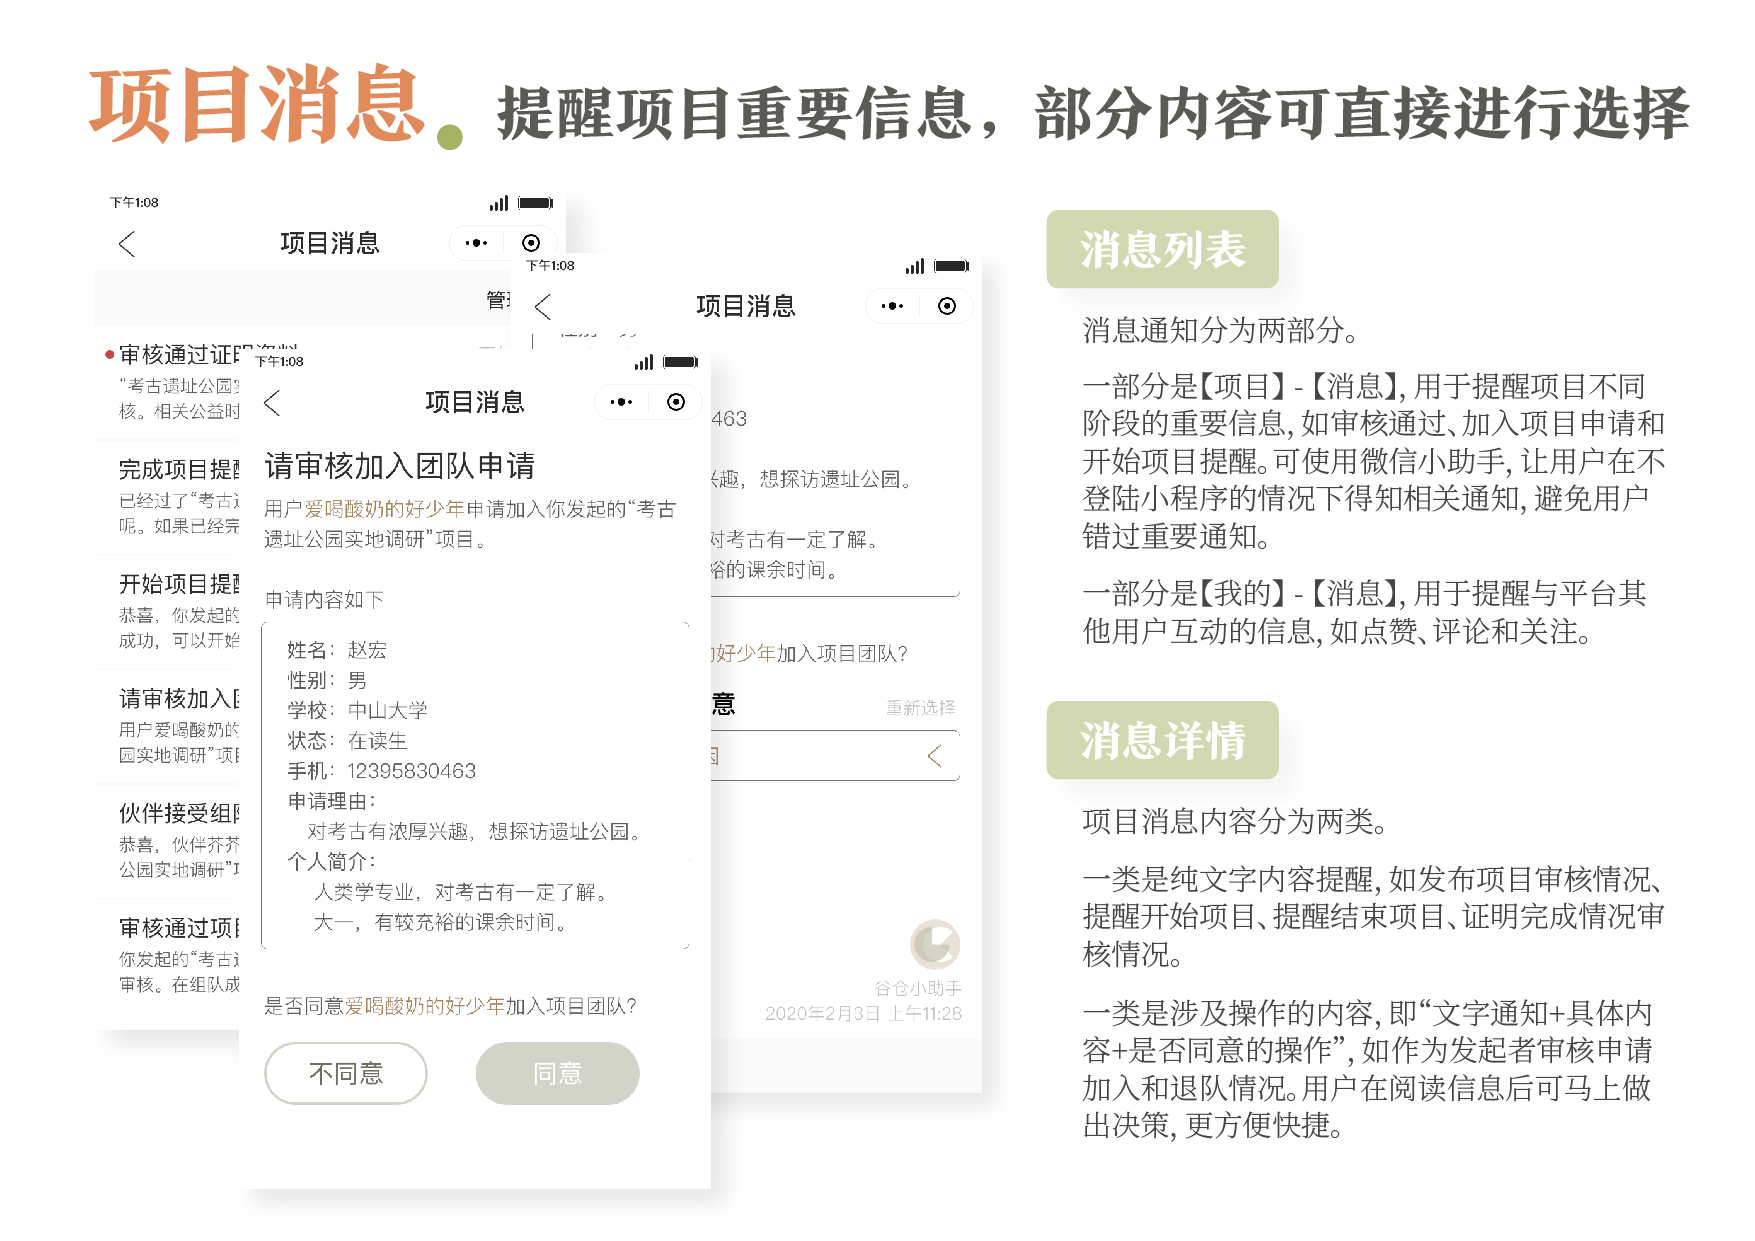 项目消息.
提醒项目重要信息，部分内容可直接进行选择
下午1:08
项目消息
审核通过证明资料
“考古遗址公园
核。相关公益时
完成项目提醒
已经过了“考古
呢。如果已经完
开始项目提醒
恭喜，你发起的
成功，可以开始
请审核加入团
用户爱喝酸奶的
园实地调研”项目
伙伴接受组队
恭喜，伙伴芥芥
公园实地调研”
审核通过项目
你发起的“考古
审核。在组队成
下午1:08
项目消息
463
兴趣，想探访遗址公园。
对考古有一定了解。
裕的课余时间。
好少年加入项目团队？
意
重新选择
谷仓小助手
2020年2月3日 上午11:28
下午1:08
项目消息
请审核加入团队申请
用户爱喝酸奶的好少年申请加入你发起的“考古
遗址公园实地调研”项目。
申请内容如下
姓名：赵宏
性别：男
学校：中山大学
状态：在读生
手机：12395830463
申请理由：
对考古有浓厚兴趣，想探访遗址公园。
个人简介：
人类学专业，对考古有一定了解。
大一，有较充裕的课余时间。
是否同意爱喝酸奶的好少年加入项目团队？
不同意
同意
消息列表
消息通知分为两部分。
一部分是【项目】-【消息】，用于提醒项目不同
阶段的重要信息，如审核通过、加入项目申请和
开始项目提醒。可使用微信小助手，让用户在不
登陆小程序的情况下得知相关通知，避免用户
错过重要通知。
一部分是【我的】-【消息】，用于提醒与平台其
他用户互动的信息，如点赞、评论和关注。
消息详情
项目消息内容分为两类。
一类是纯文字内容提醒，如发布项目审核情况、
提醒开始项目、提醒结束项目、证明完成情况审
核情况。
一类是涉及操作的内容，即“文字通知+具体内
容+是否同意的操作”，如作为发起者审核申请
加入和退队情况。用户在阅读信息后可马上做
出决策，更方便快捷。